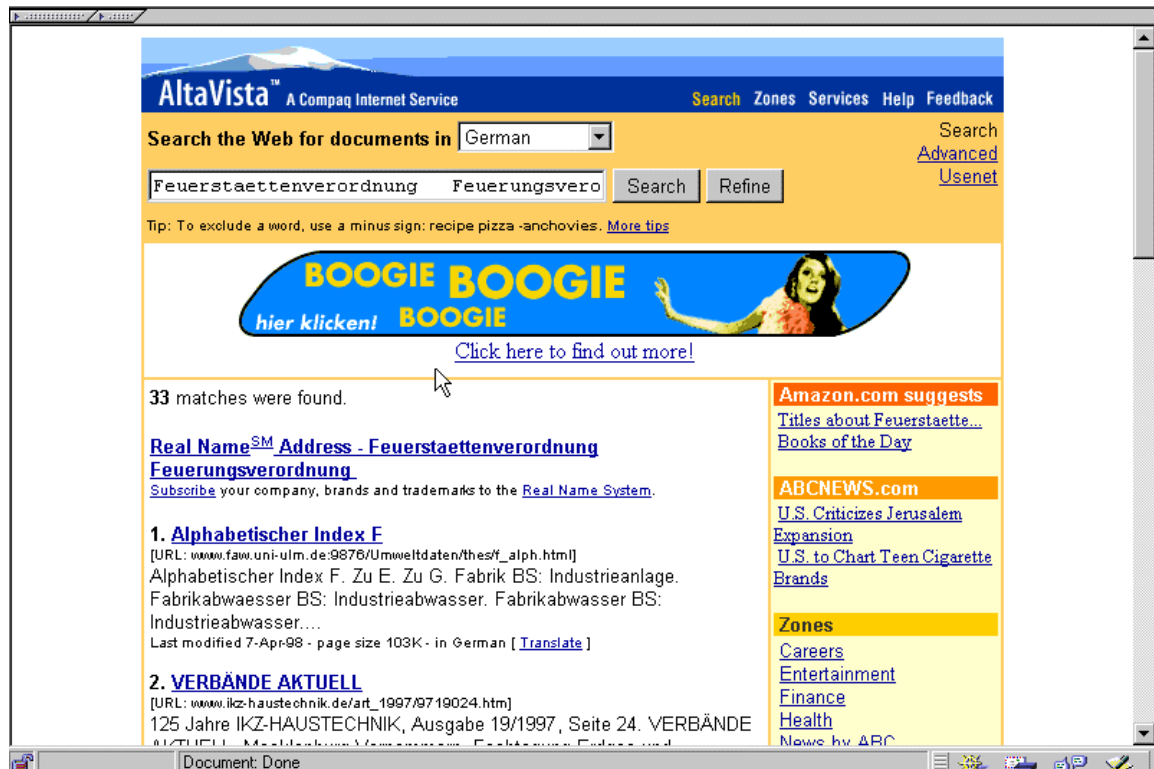 AltaVista™ A Compaq Internet Service
Search Zones Services Help Feedback
Search the Web for documents in German
Search
Advanced
Usenet
Feuerstaettenverordnung Feuerungsvero Search Refine
Tip: To exclude a word, use a minus sign: recipe pizza -anchovies. More tips
BOOGIE BOOGIE
hier klicken! BOOGIE
Click here to find out more!
33 matches were found.
Real Name℠ Address - Feuerstaettenverordnung
Feuerungsverordnung
Subscribe your company, brands and trademarks to the Real Name System.
1. Alphabetischer Index F
[URL: www.faw.uni-ulm.de:9876/Umweltdaten/thes/f_alph.html]
Alphabetischer Index F. Zu E. Zu G. Fabrik BS: Industrieanlage.
Fabrikabwaesser BS: Industrieabwasser. Fabrikabwasser BS:
Industrieabwasser....
Last modified 7-Apr-98 - page size 103K - in German [ Translate ]
2. VERBÄNDE AKTUELL
[URL: www.ikz-haustechnik.de/art_1997/9719024.htm]
125 Jahre IKZ-HAUSTECHNIK, Ausgabe 19/1997, Seite 24. VERBÄNDE
Amazon.com suggests
Titles about Feuerstaette...
Books of the Day
ABCNEWS.com
U.S. Criticizes Jerusalem
Expansion
U.S. to Chart Teen Cigarette
Brands
Zones
Careers
Entertainment
Finance
Health
News by ABC
Document: Done